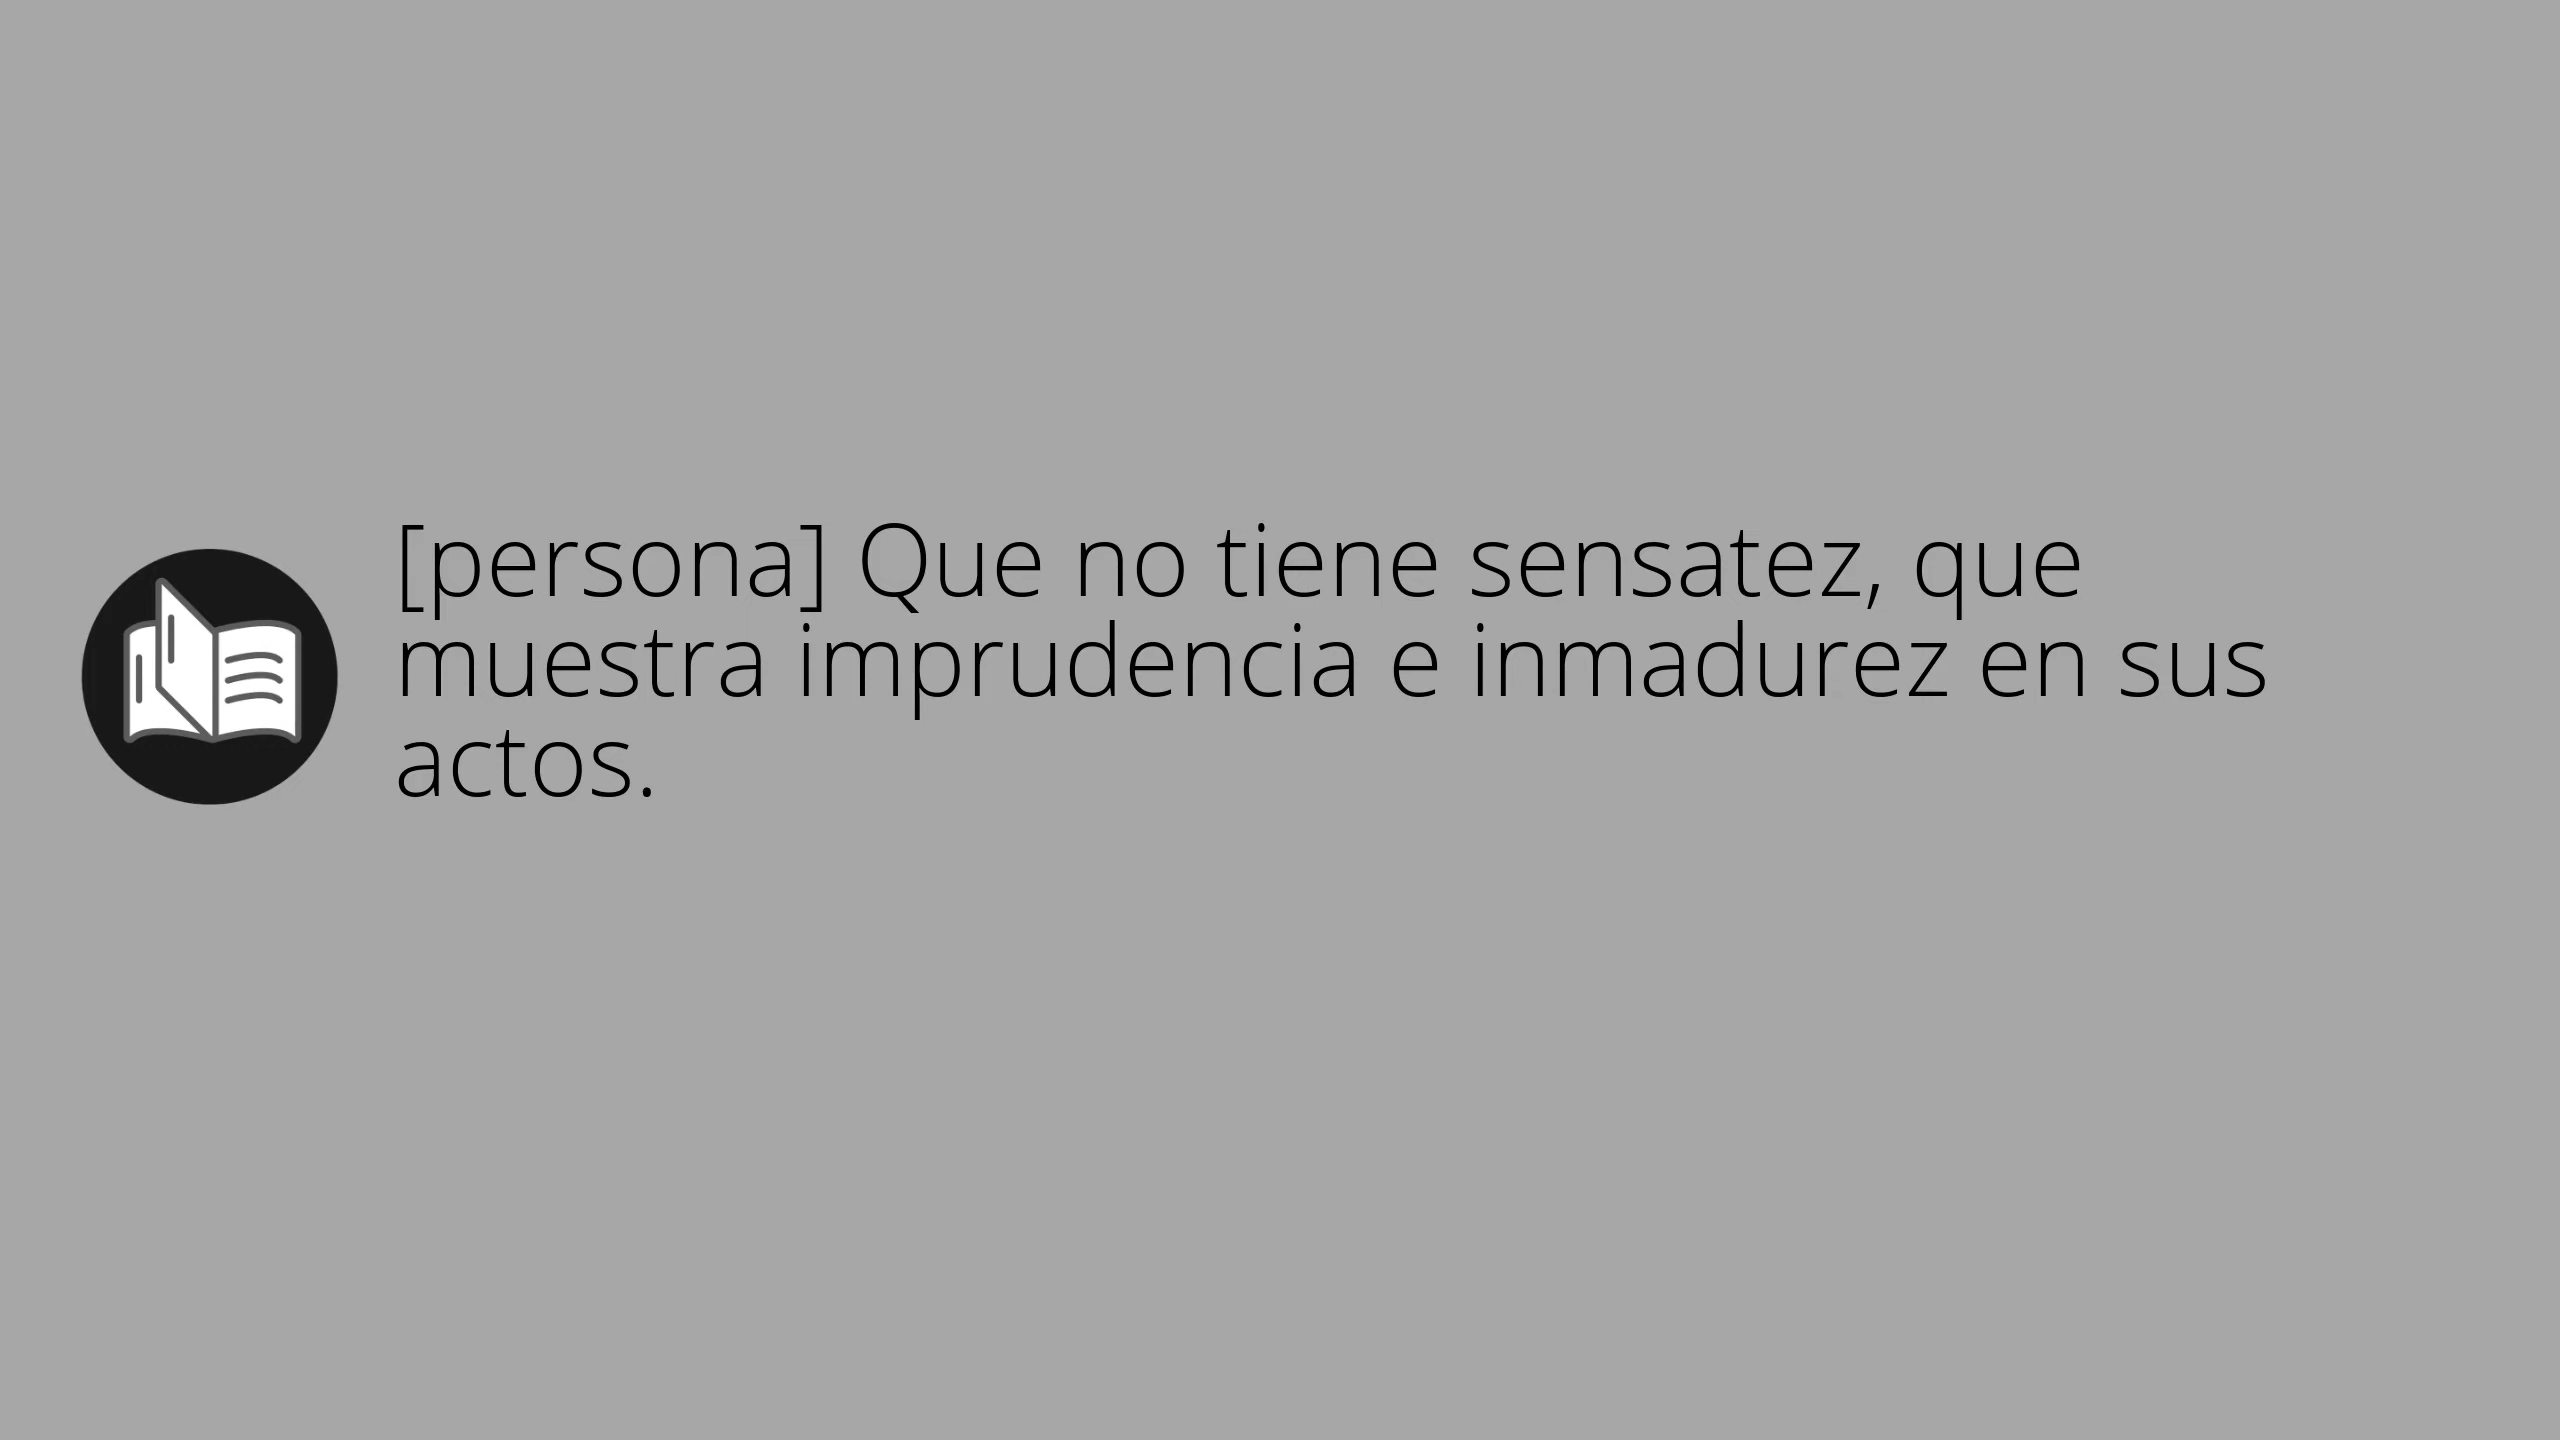 [persona] Que no tiene sensatez, que
muestra imprudencia e inmadurez en sus
actos.